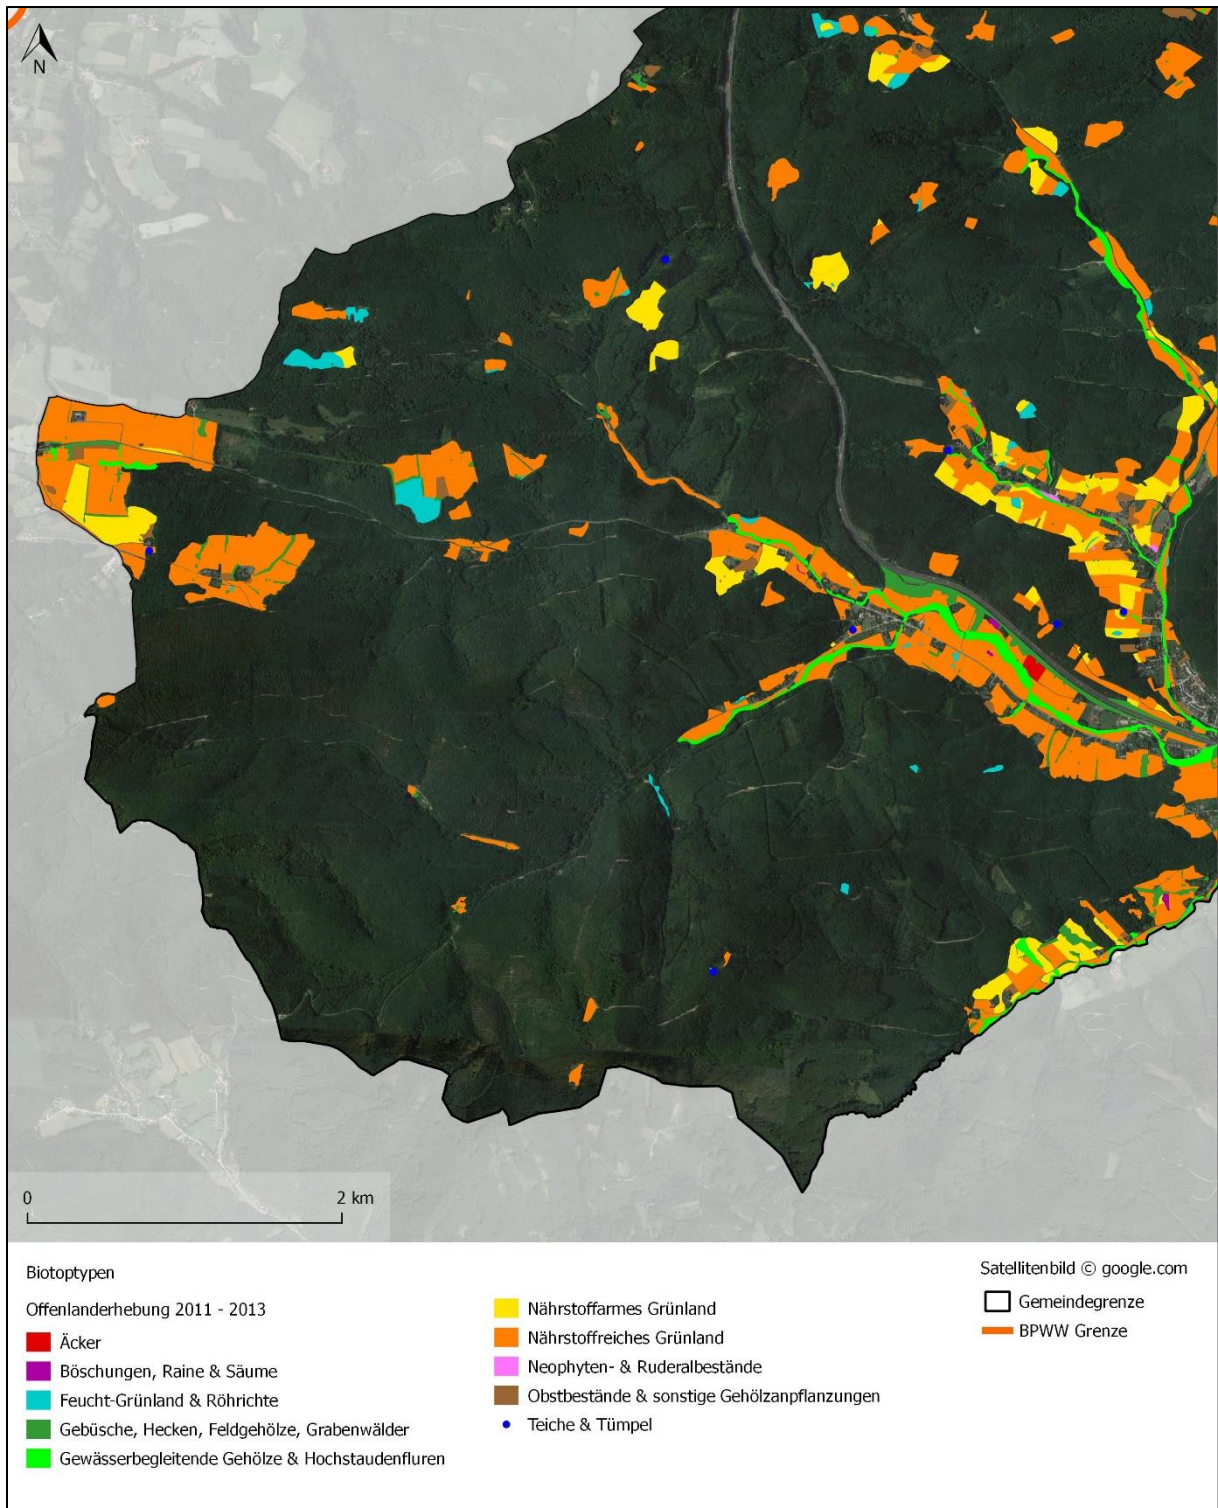 N
0 2 km
Biotoptypen
Offenlanderhebung 2011 - 2013
Äcker
Böschungen, Raine & Säume
Feucht-Grünland & Röhrichte
Gebüsche, Hecken, Feldgehölze, Grabenwälder
Gewässerbegleitende Gehölze & Hochstaudenfluren
Nährstoffarmes Grünland
Nährstoffreiches Grünland
Neophyten- & Ruderalbestände
Obstbestände & sonstige Gehölzanpflanzungen
Teiche & Tümpel
Satellitenbild © google.com
Gemeindegrenze
BPWW Grenze